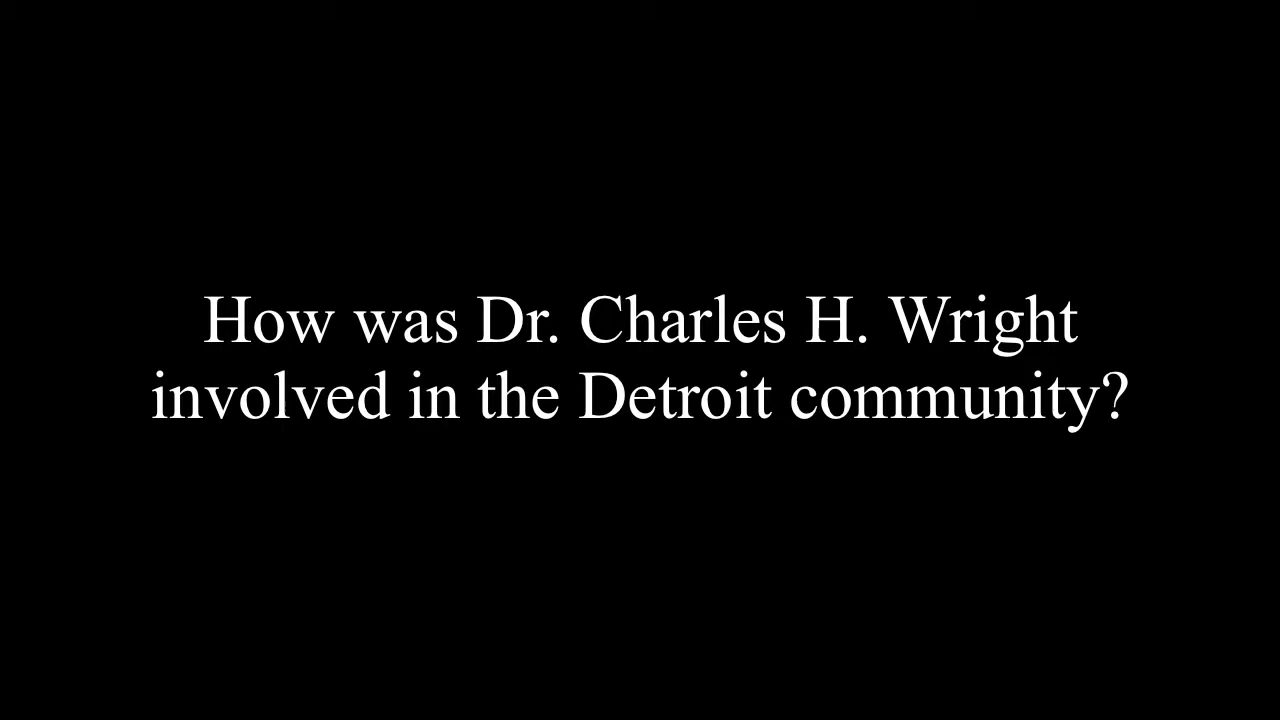 How was Dr. Charles H. Wright
involved in the Detroit community?